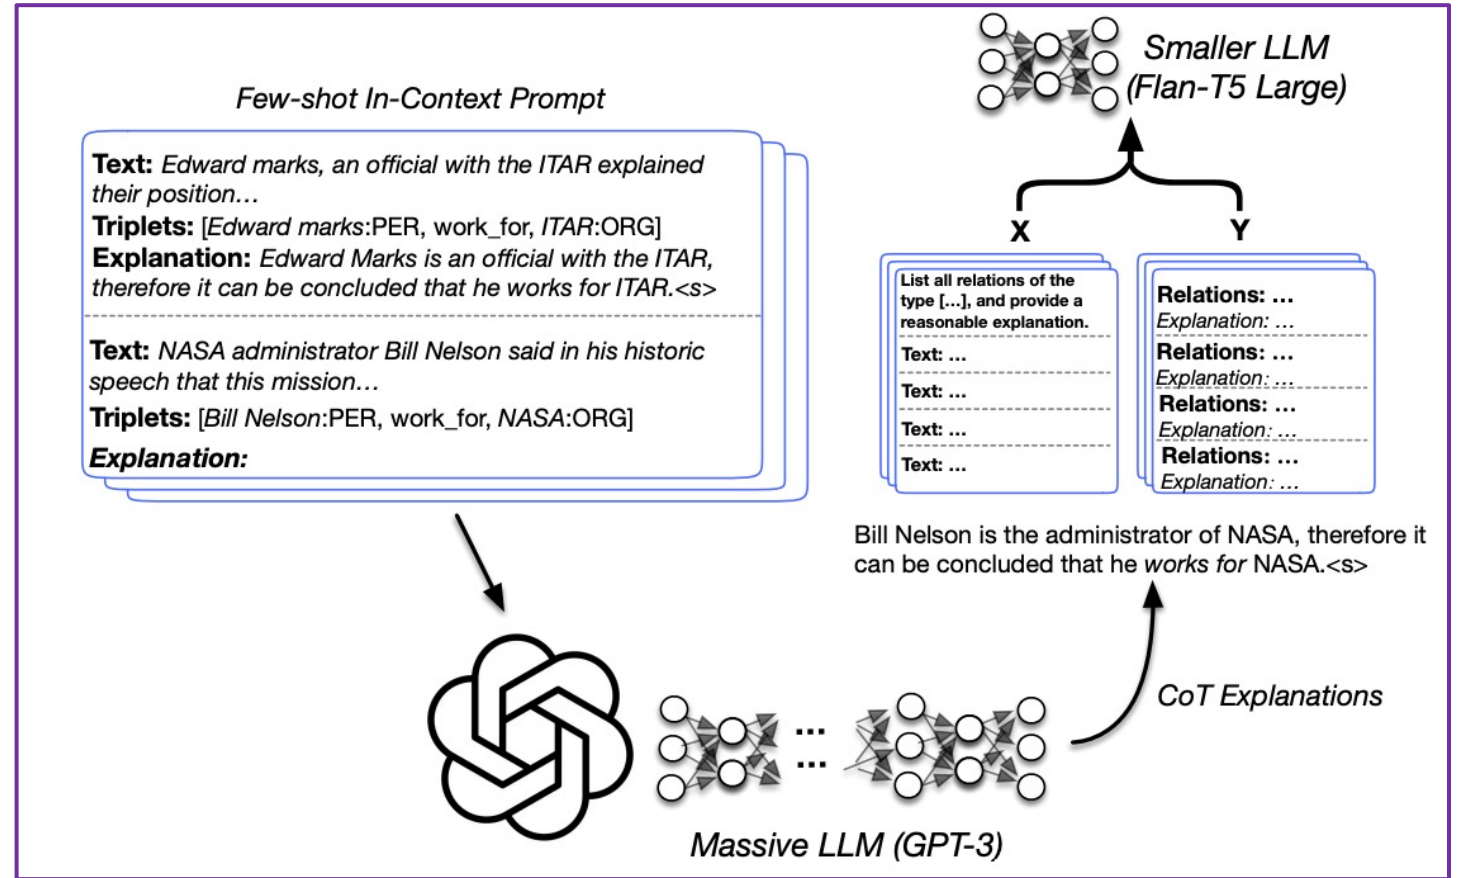 Few-shot In-Context Prompt
Text: Edward marks, an official with the ITAR explained
their position…
Triplets: [Edward marks:PER, work_for, ITAR:ORG]
Explanation: Edward Marks is an official with the ITAR,
therefore it can be concluded that he works for ITAR.<s>
Text: NASA administrator Bill Nelson said in his historic
speech that this mission…
Triplets: [Bill Nelson:PER, work_for, NASA:ORG]
Explanation:
Smaller LLM
(Flan-T5 Large)
X
Y
List all relations of the
type […], and provide a
reasonable explanation.
Text: …
Text: …
Text: …
Text: …
Relations: …
Explanation: …
Relations: …
Explanation: …
Relations: …
Explanation: …
Relations: …
Explanation: …
Bill Nelson is the administrator of NASA, therefore it
can be concluded that he works for NASA.<s>
CoT Explanations
...
...
Massive LLM (GPT-3)